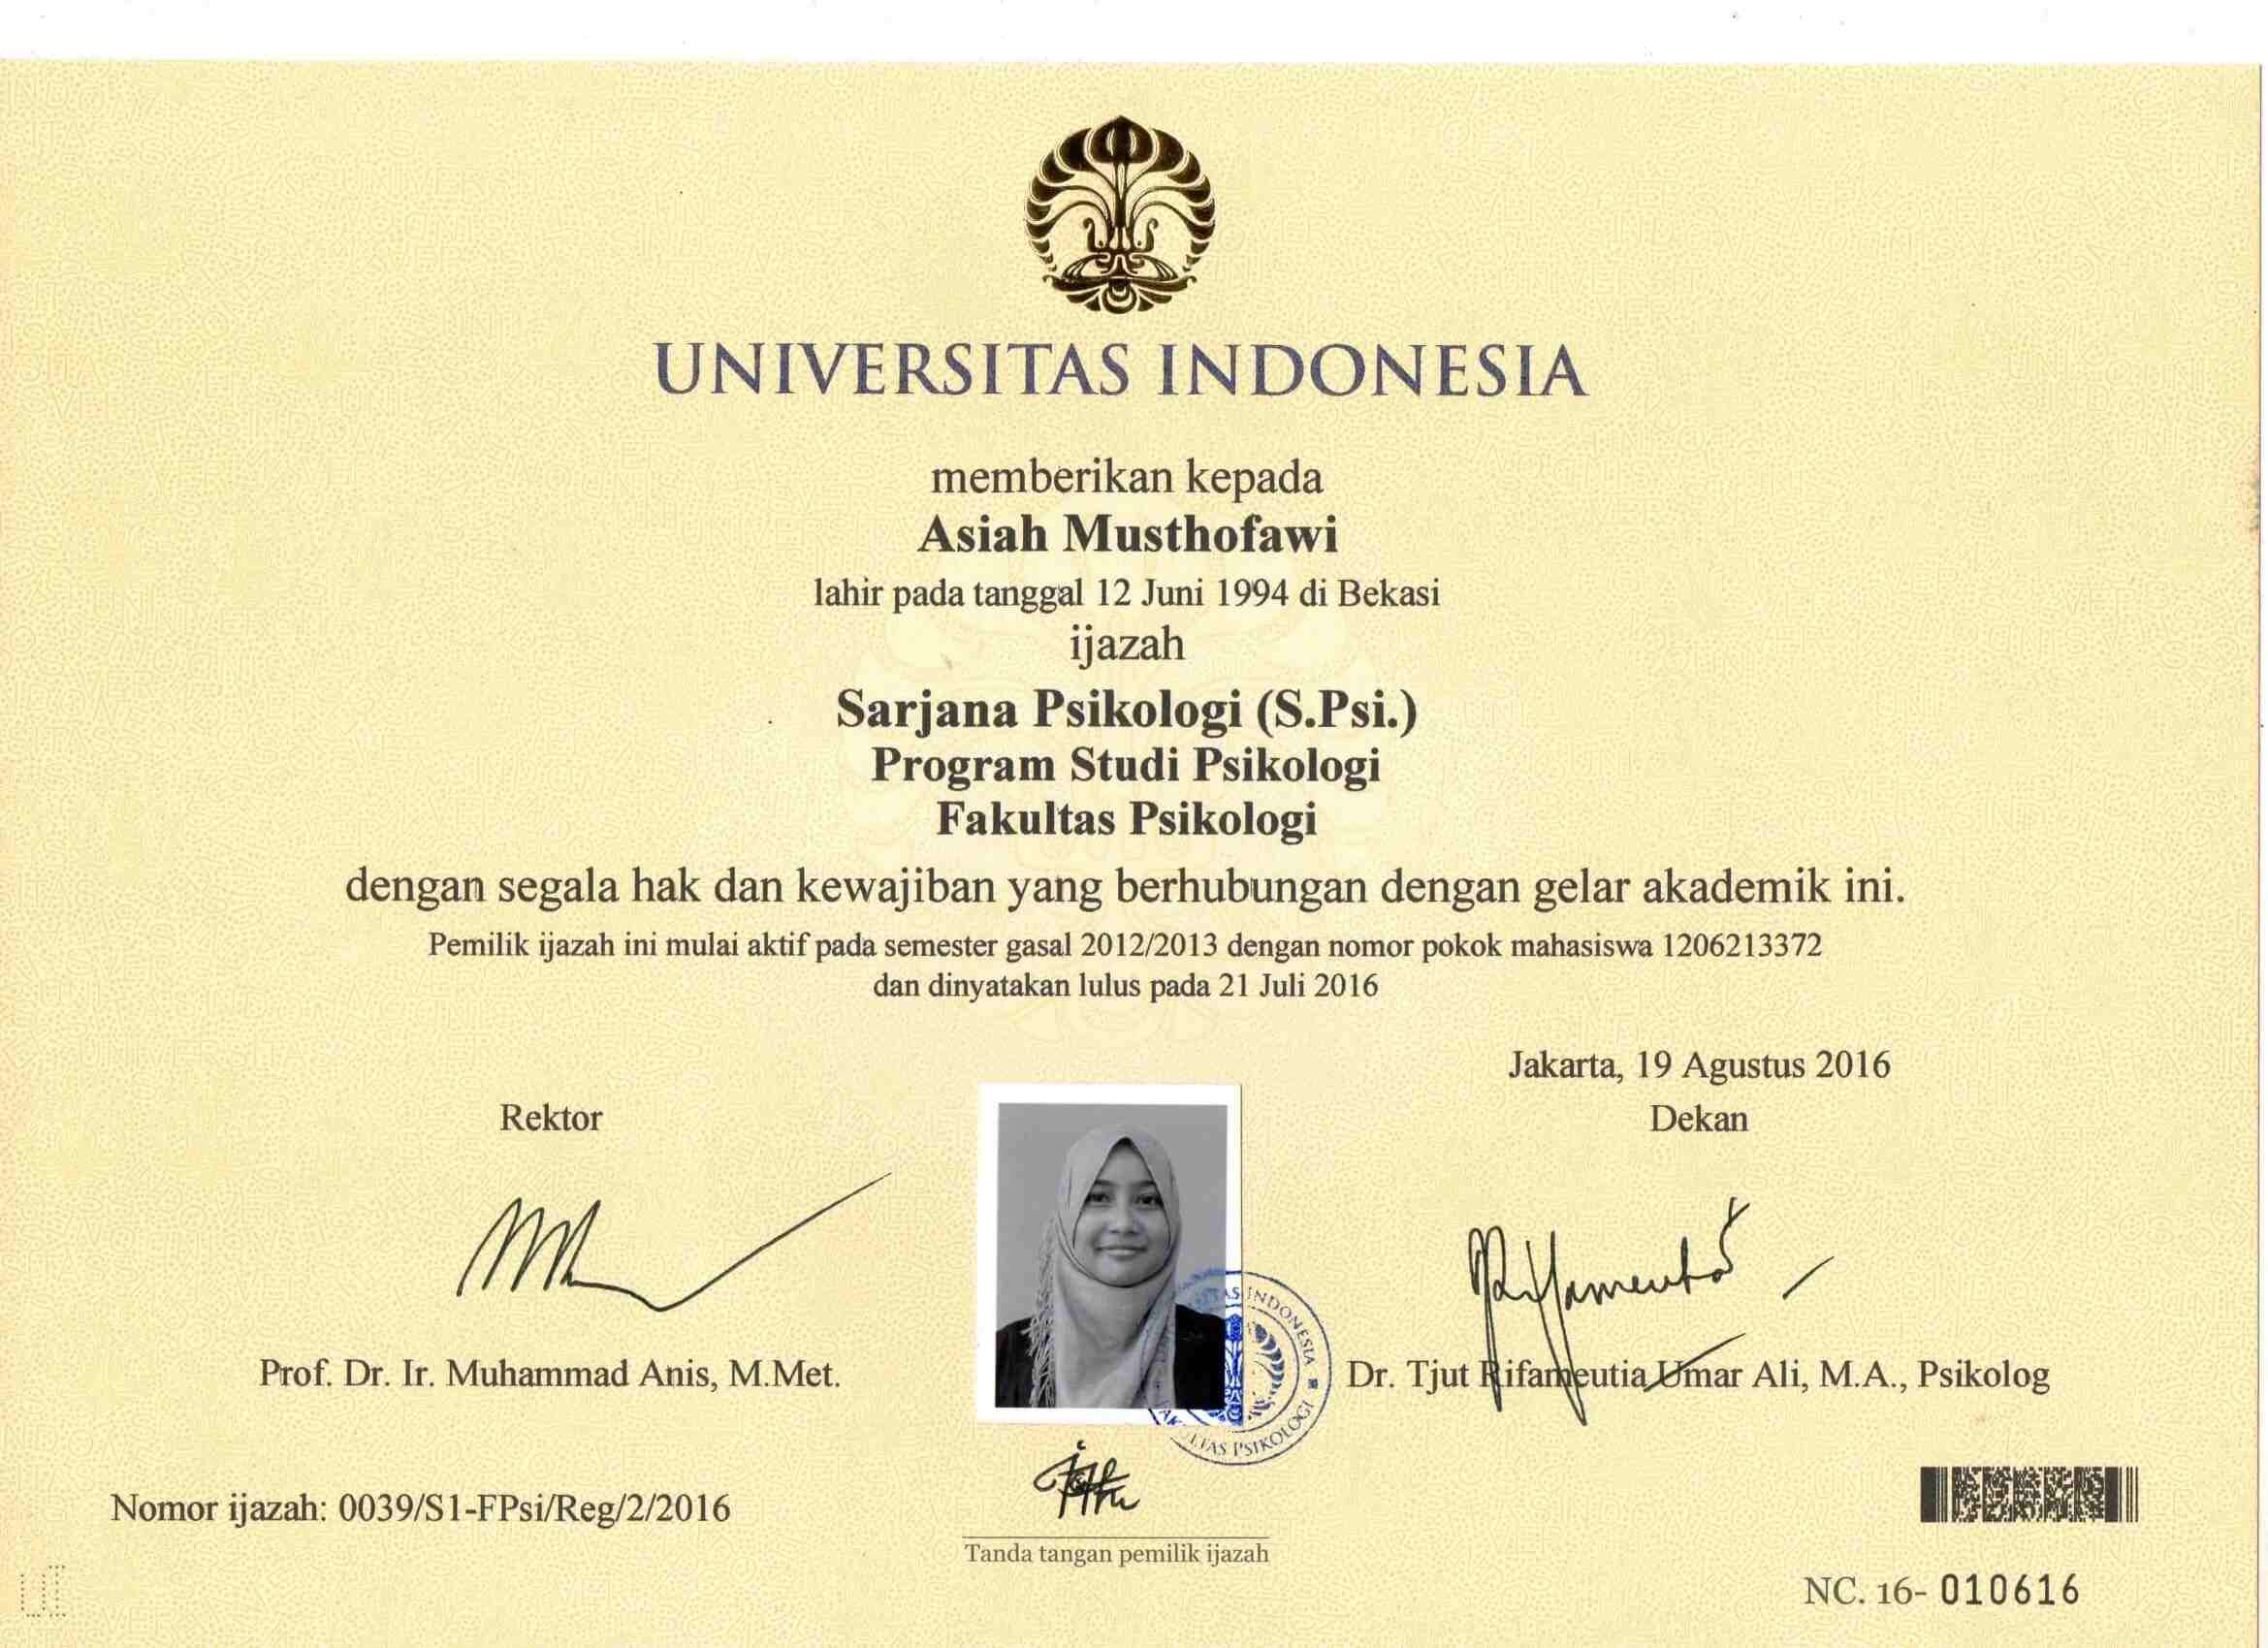 UNIVERSITAS INDONESIA
memberikan kepada
Asiah Musthofawi
lahir pada tanggal 12 Juni 1994 di Bekasi
ijazah
Sarjana Psikologi (S.Psi.)
Program Studi Psikologi
Fakultas Psikologi
dengan segala hak dan kewajiban yang berhubungan dengan gelar akademik ini.
Pemilik ijazah ini mulai aktif pada semester gasal 2012/2013 dengan nomor pokok mahasiswa 1206213372
dan dinyatakan lulus pada 21 Juli 2016
Jakarta, 19 Agustus 2016
Rektor
Dekan
Prof. Dr. Ir. Muhammad Anis, M.Met.
Dr. Tjut Rifameutia Umar Ali, M.A., Psikolog
INDONESIA
PSIKOLOGI
Nomor ijazah: 0039/S1-FPsi/Reg/2/2016
Tanda tangan pemilik ijazah
NC. 16- 010616
UI